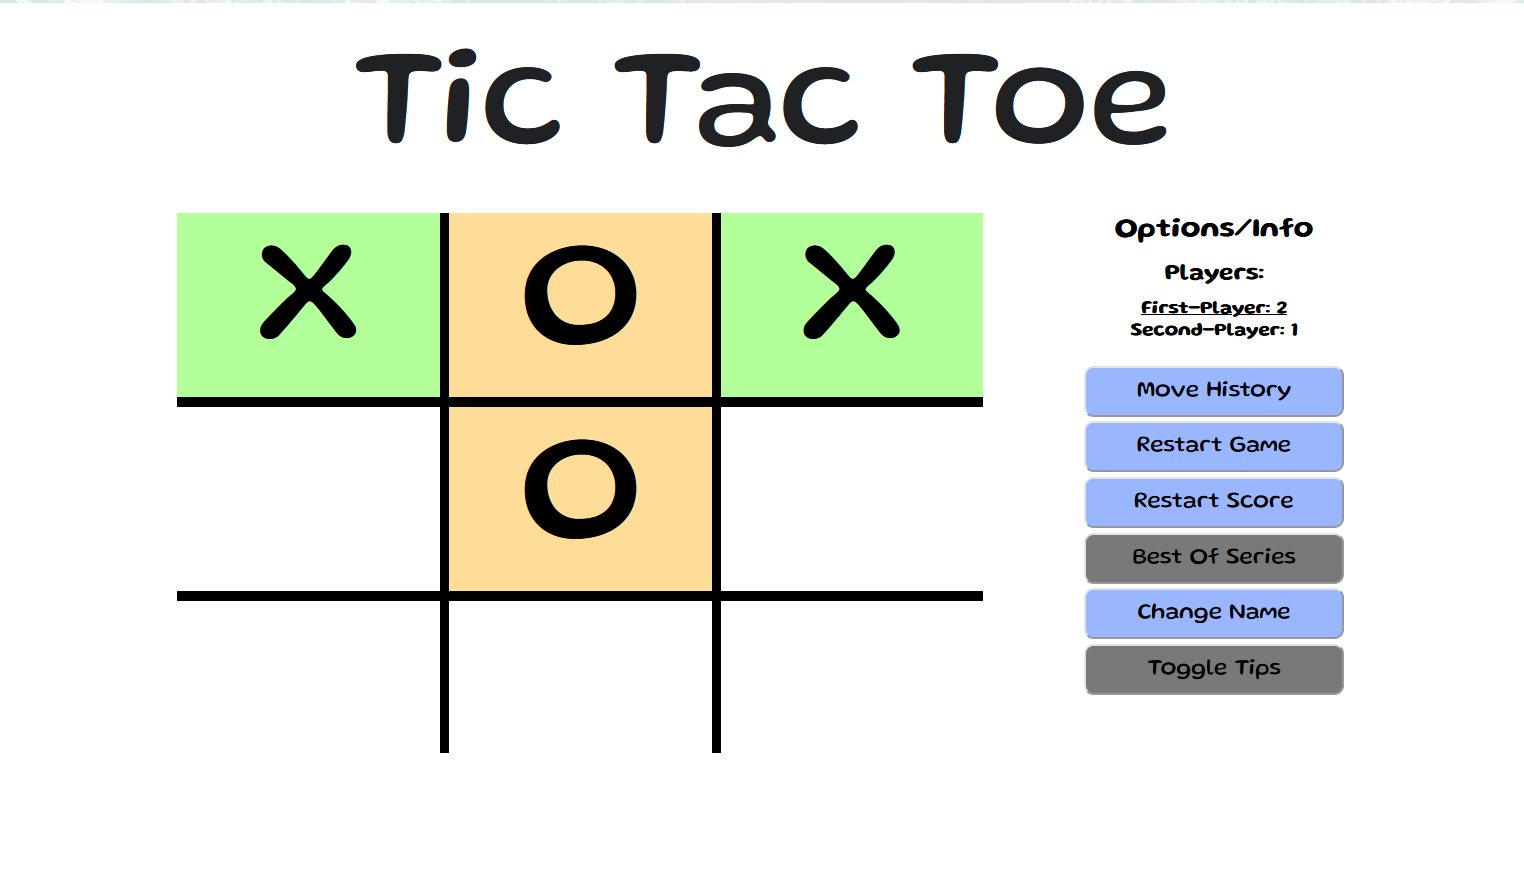 Tic Tac Toe
X O X
O
Options/Info
Players:
First-Player: 2
Second-Player: 1
Move History
Restart Game
Restart Score
Best Of Series
Change Name
Toggle Tips